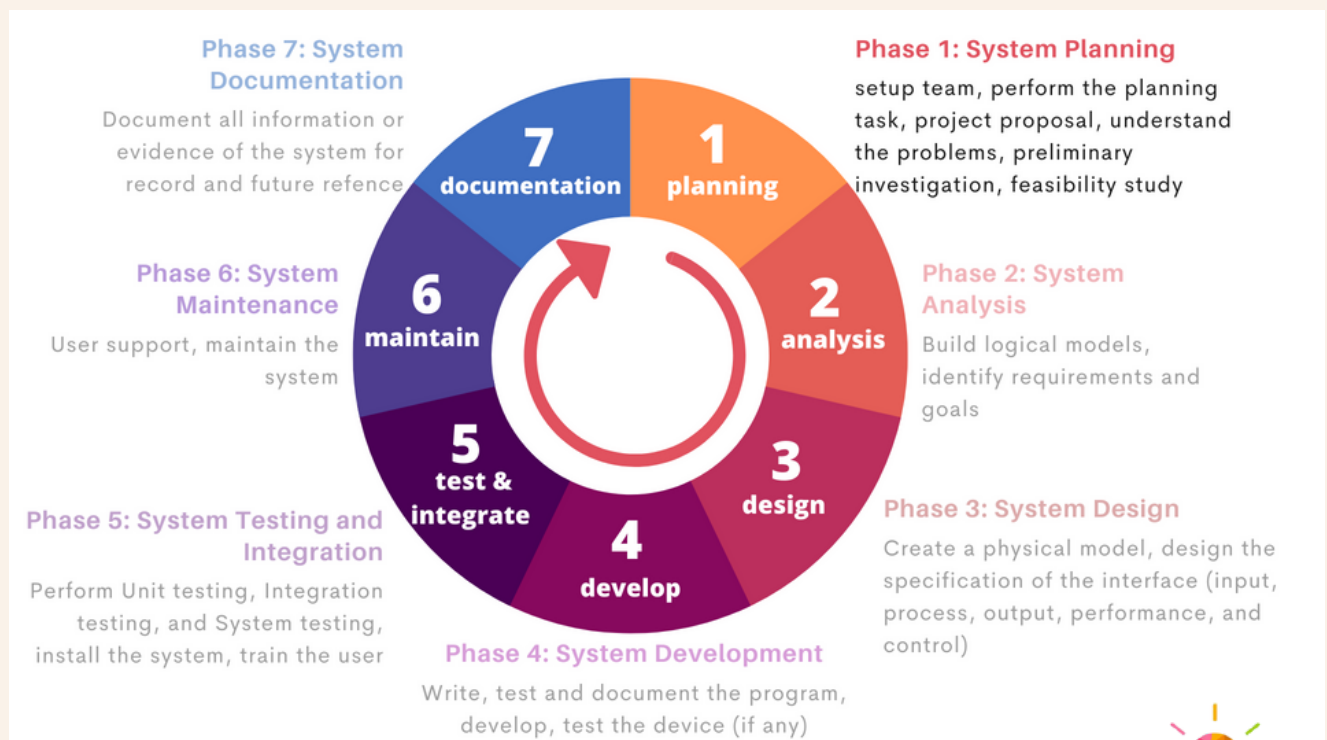 Phase 1: System Planning
setup team, perform the planning
task, project proposal, understand
the problems, preliminary
investigation, feasibility study
Phase 2: System
Analysis
Build logical models,
identify requirements and
goals
Phase 3: System Design
Create a physical model, design the
specification of the interface (input,
process, output, performance, and
control)
Phase 4: System Development
Write, test and document the program,
develop, test the device (if any)
Phase 5: System Testing and
Integration
Perform Unit testing, Integration
testing, and System testing,
install the system, train the user
Phase 6: System
Maintenance
User support, maintain the
system
Phase 7: System
Documentation
Document all information or
evidence of the system for
record and future refence
1
planning
2
analysis
3
design
4
develop
5
test &
integrate
6
maintain
7
documentation